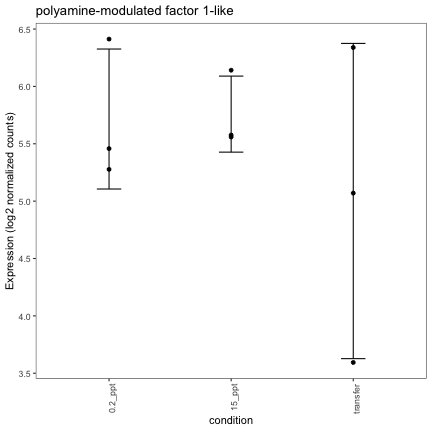 polyamine-modulated factor 1-like
Expression (log2 normalized counts)
6.5
6.0
5.5
5.0
4.5
4.0
3.5
0.2_ppt
15_ppt
transfer
condition